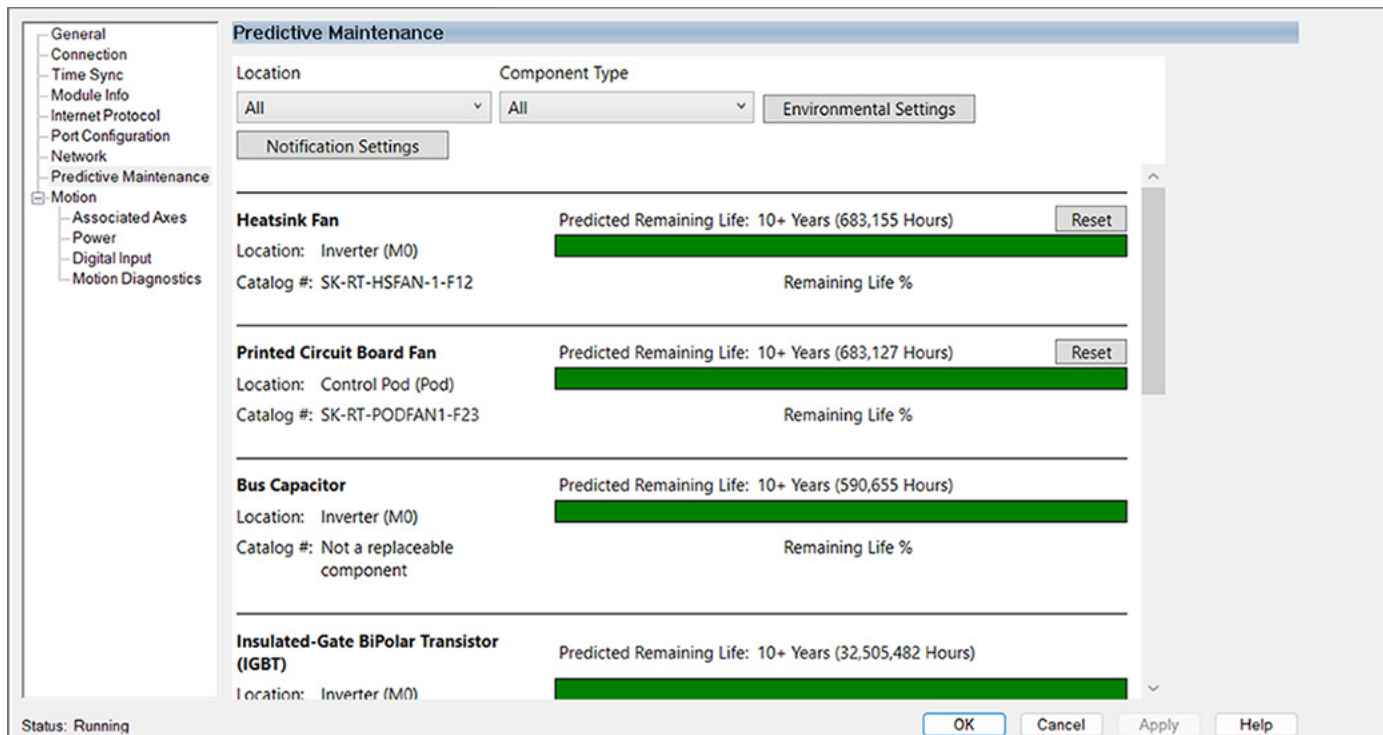 General
Connection
Time Sync
Module Info
Internet Protocol
Port Configuration
Network
Predictive Maintenance
Motion
Associated Axes
Power
Digital Input
Motion Diagnostics
Predictive Maintenance
Location
Component Type
All
All
Environmental Settings
Notification Settings
Heatsink Fan
Predicted Remaining Life: 10+ Years (683,155 Hours)
Reset
Location: Inverter (M0)
Catalog #: SK-RT-HSFAN-1-F12
Remaining Life %
Printed Circuit Board Fan
Predicted Remaining Life: 10+ Years (683,127 Hours)
Reset
Location: Control Pod (Pod)
Catalog #: SK-RT-PODFAN1-F23
Remaining Life %
Bus Capacitor
Predicted Remaining Life: 10+ Years (590,655 Hours)
Location: Inverter (M0)
Catalog #: Not a replaceable
component
Remaining Life %
Insulated-Gate BiPolar Transistor
(IGBT)
Predicted Remaining Life: 10+ Years (32,505,482 Hours)
Location: Inverter (M0)
Status: Running
OK
Cancel
Apply
Help